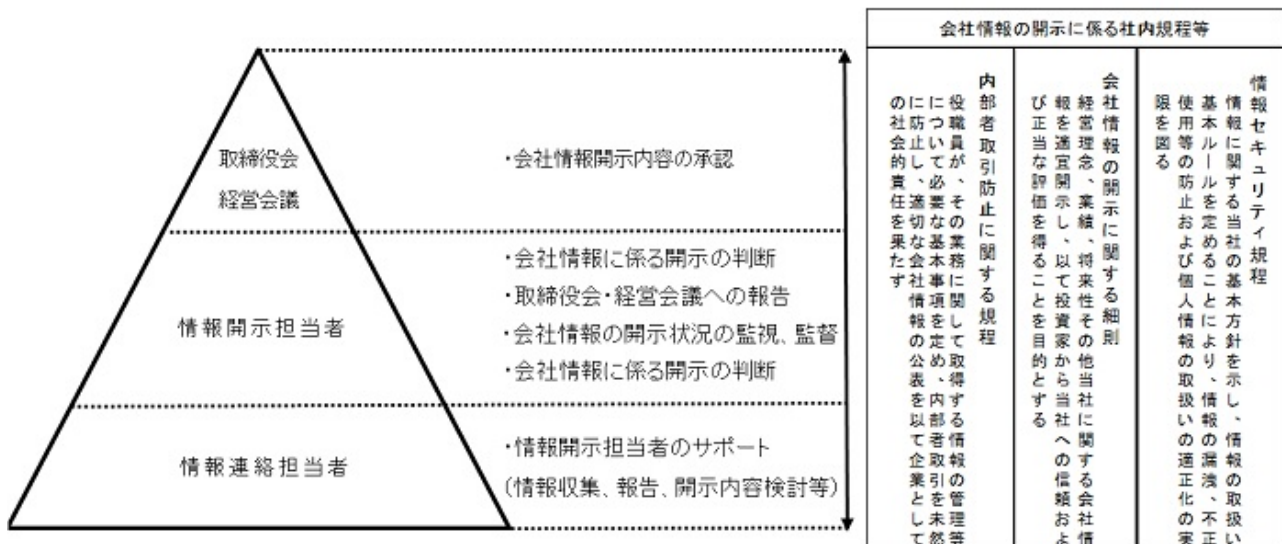 取締役会
経営会議
・会社情報開示内容の承認
情報開示担当者
・会社情報に係る開示の判断
・取締役会・経営会議への報告
・会社情報の開示状況の監視、監督
・会社情報に係る開示の判断
情報連絡担当者
・情報開示担当者のサポート
(情報収集、報告、開示内容検討等)
会社情報の開示に係る社内規程等
情報セキュリティ規程
情報に関する当社の基本方針を示し、情報の取扱い
基本ルールを定めることにより、情報の漏洩、不正
使用等の防止および個人情報の取扱いの適正化の実
限を図る
会社情報の開示に関する細則
経営理念、業績、将来性その他当社に関する会社情
報を適宜開示し、以て投資家から当社への信頼およ
び正当な評価を得ることを目的とする
内部者取引防止に関する規程
役職員が、その業務に関して取得する情報の管理等
について必要な基本事項を定め、内部者取引を未然
に防止し、適切な会社情報の公表を以て企業として
の社会的責任を果たす